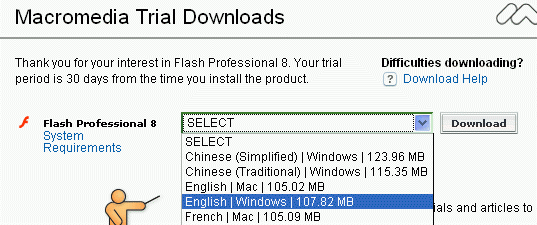 Macromedia Trial Downloads
Thank you for your interest in Flash Professional 8. Your trial
period is 30 days from the time you install the product.
Difficulties downloading?
? Download Help
Flash Professional 8
System
Requirements
SELECT
Download
SELECT
Chinese (Simplified) | Windows | 123.96 MB
Chinese (Traditional) | Windows | 115.35 MB
English | Mac | 105.02 MB
English | Windows | 107.82 MB
French | Mac | 105.09 MB
and articles to